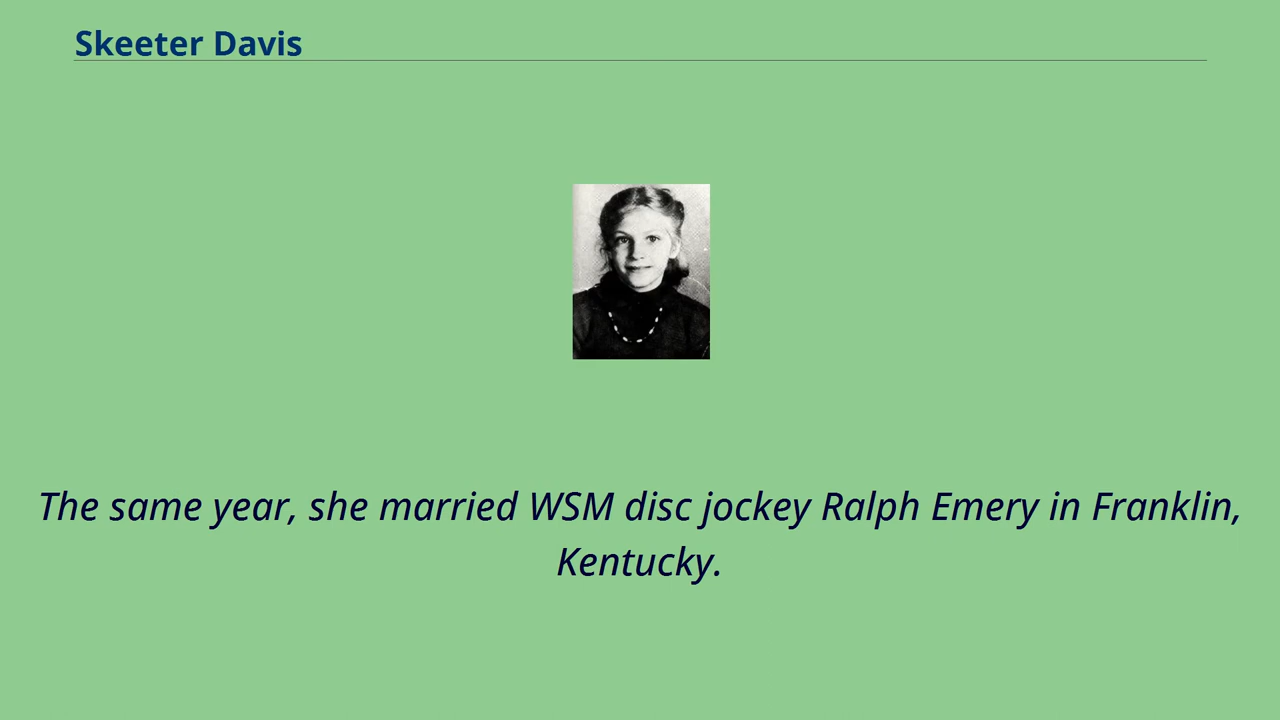 Skeeter Davis
The same year, she married WSM disc jockey Ralph Emery in Franklin,
Kentucky.